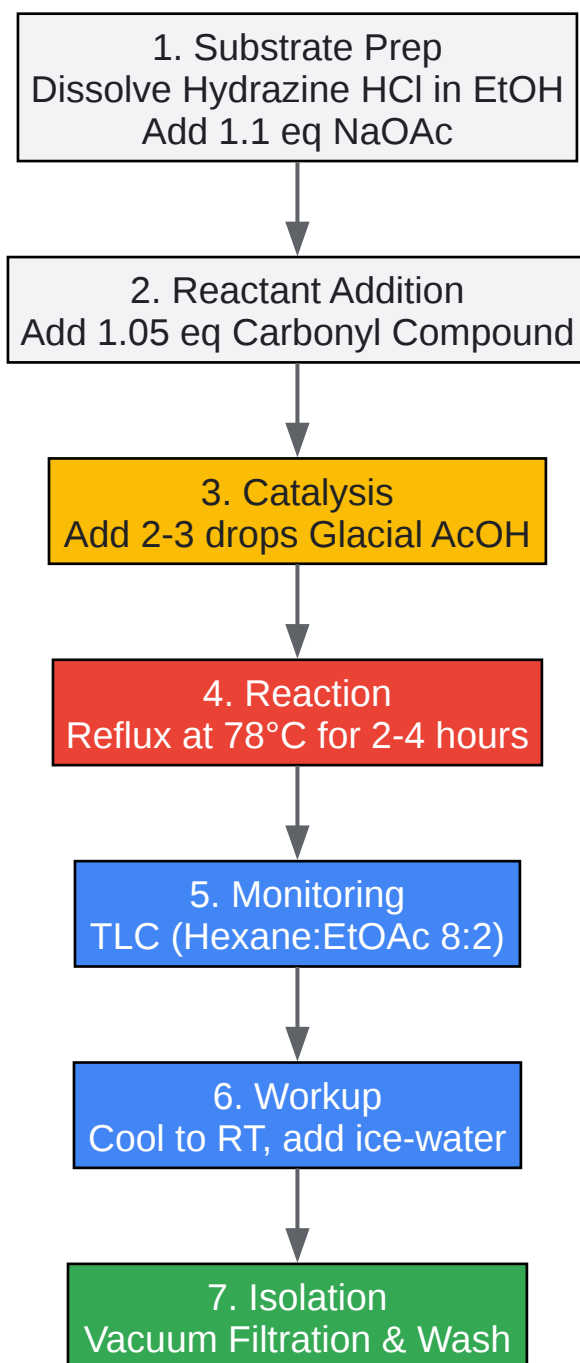 1. Substrate Prep
Dissolve Hydrazine HCl in EtOH
Add 1.1 eq NaOAc
2. Reactant Addition
Add 1.05 eq Carbonyl Compound
3. Catalysis
Add 2-3 drops Glacial AcOH
4. Reaction
Reflux at 78°C for 2-4 hours
5. Monitoring
TLC (Hexane:EtOAc 8:2)
6. Workup
Cool to RT, add ice-water
7. Isolation
Vacuum Filtration & Wash